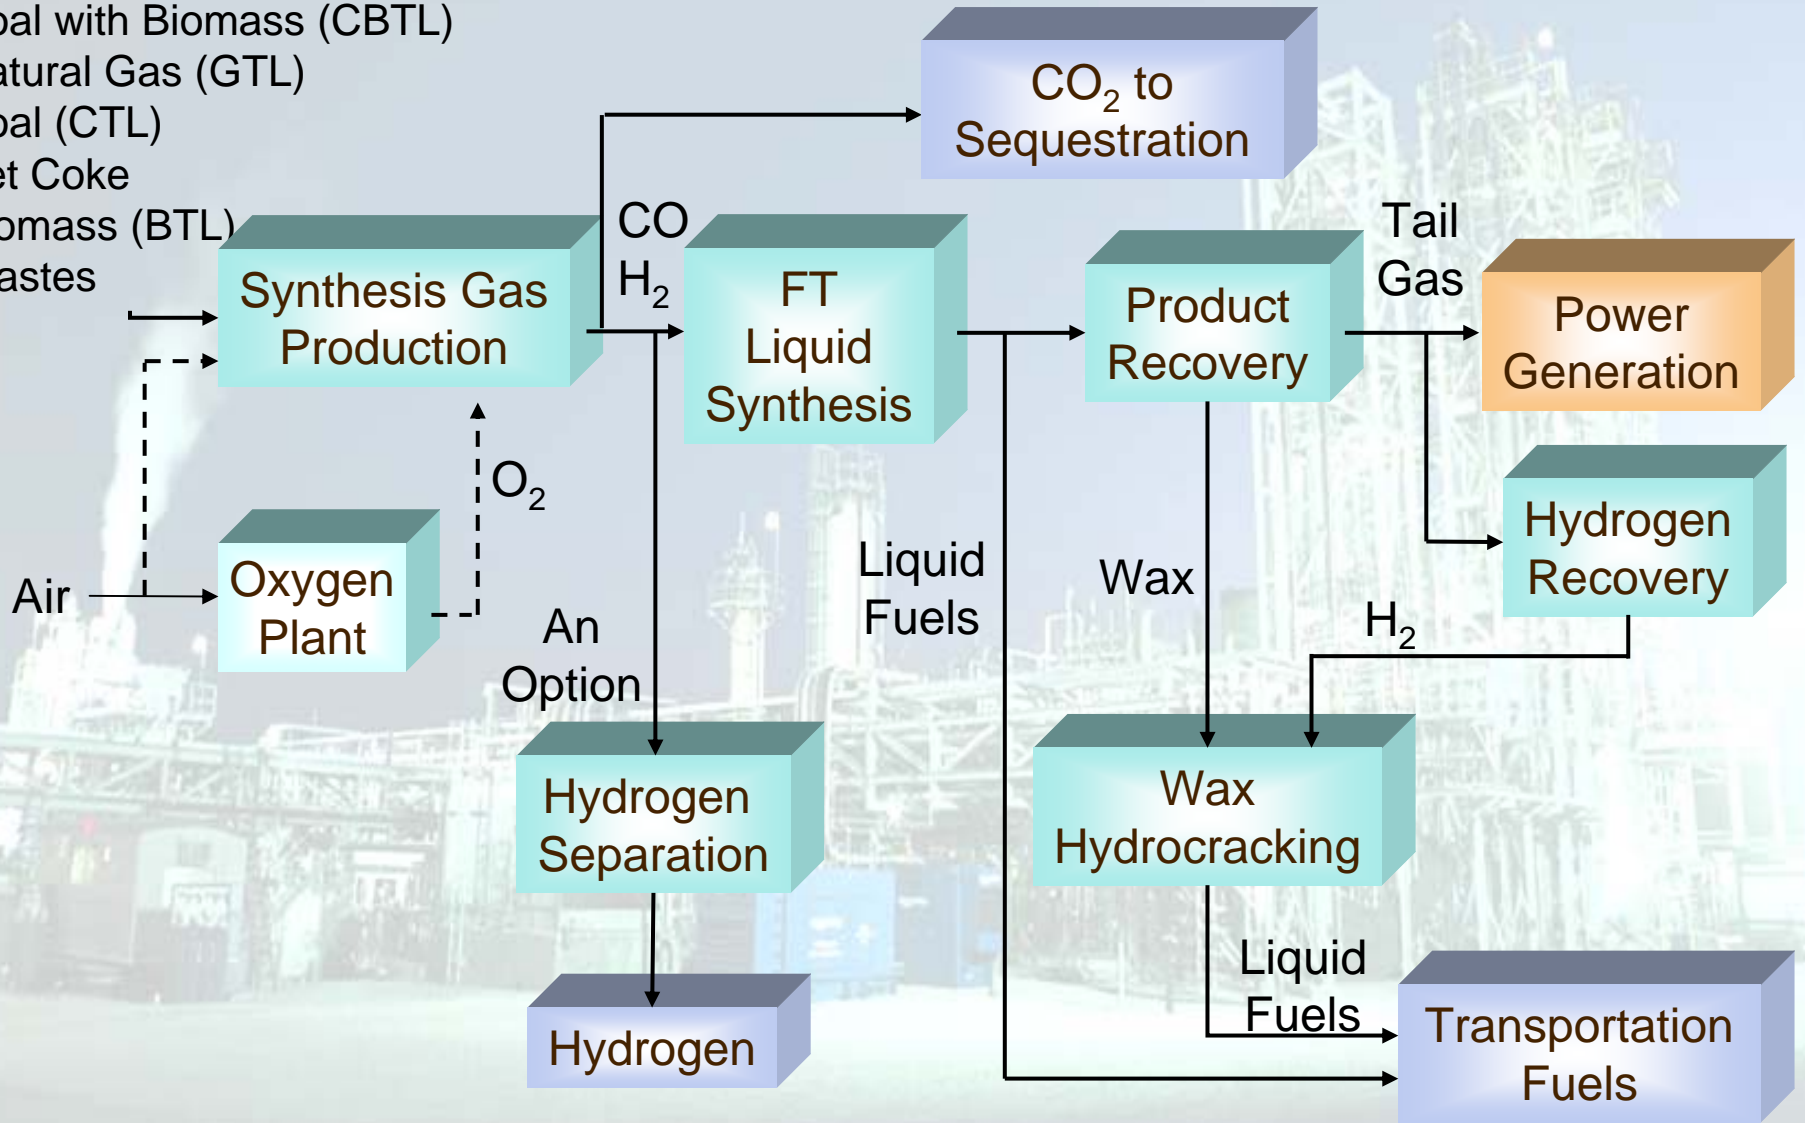 oal with Biomass (CBTL)
atural Gas (GTL)
oal (CTL)
et Coke
omass (BTL)
astes
CO₂ to
Sequestration
CO
H₂
Tail
Gas
Synthesis Gas
Production
FT
Liquid
Synthesis
Product
Recovery
Power
Generation
O₂
Air
Oxygen
Plant
An
Option
Liquid
Fuels
Wax
Hydrogen
Recovery
H₂
Hydrogen
Separation
Wax
Hydrocracking
Liquid
Fuels
Hydrogen
Transportation
Fuels